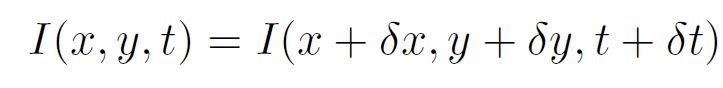 I(x, y, t) = I(x + δx, y + δy, t + δt)